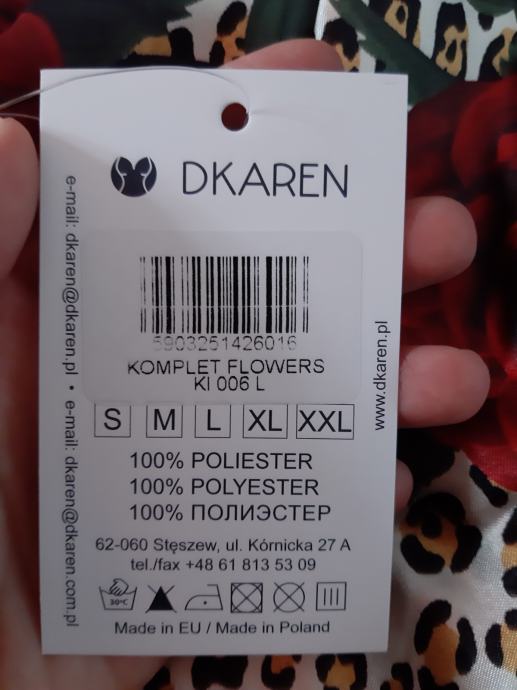 DKAREN
5903251426016
KOMPLET FLOWERS
KI 006 L
S M L XL XXL
100% POLIESTER
100% POLYESTER
100% ПОЛИЭСТЕР
62-060 Stęszew, ul. Kórnicka 27 A
tel./fax +48 61 813 53 09
30°C
Made in EU / Made in Poland
e-mail: dkaren@dkaren.pl • e-mail: dkaren@dkaren.com.pl
www.dkaren.pl